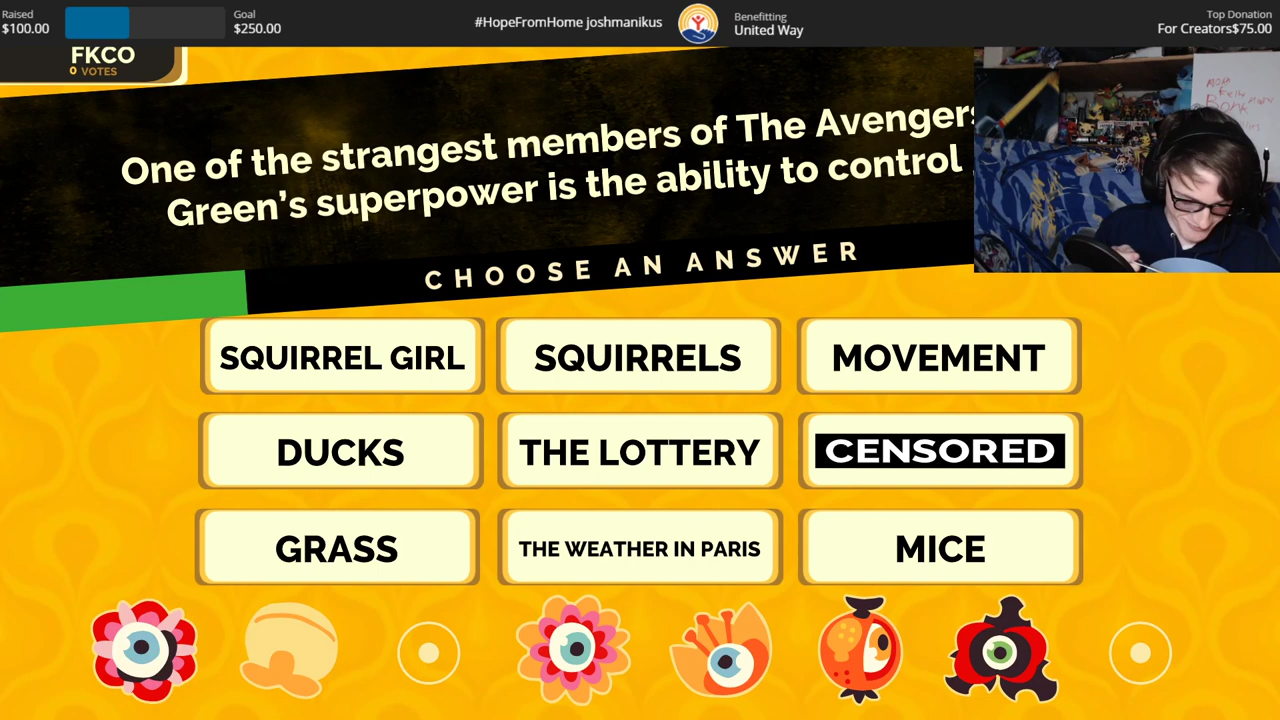 Raised
$100.00
Goal
$250.00
#HopeFromHome joshmanikus
Benefitting
United Way
Top Donation
For Creators$75.00
FKCO
0 VOTES
One of the strangest members of The Avengers
Green’s superpower is the ability to control
CHOOSE AN ANSWER
SQUIRREL GIRL
SQUIRRELS
MOVEMENT
DUCKS
THE LOTTERY
CENSORED
GRASS
THE WEATHER IN PARIS
MICE